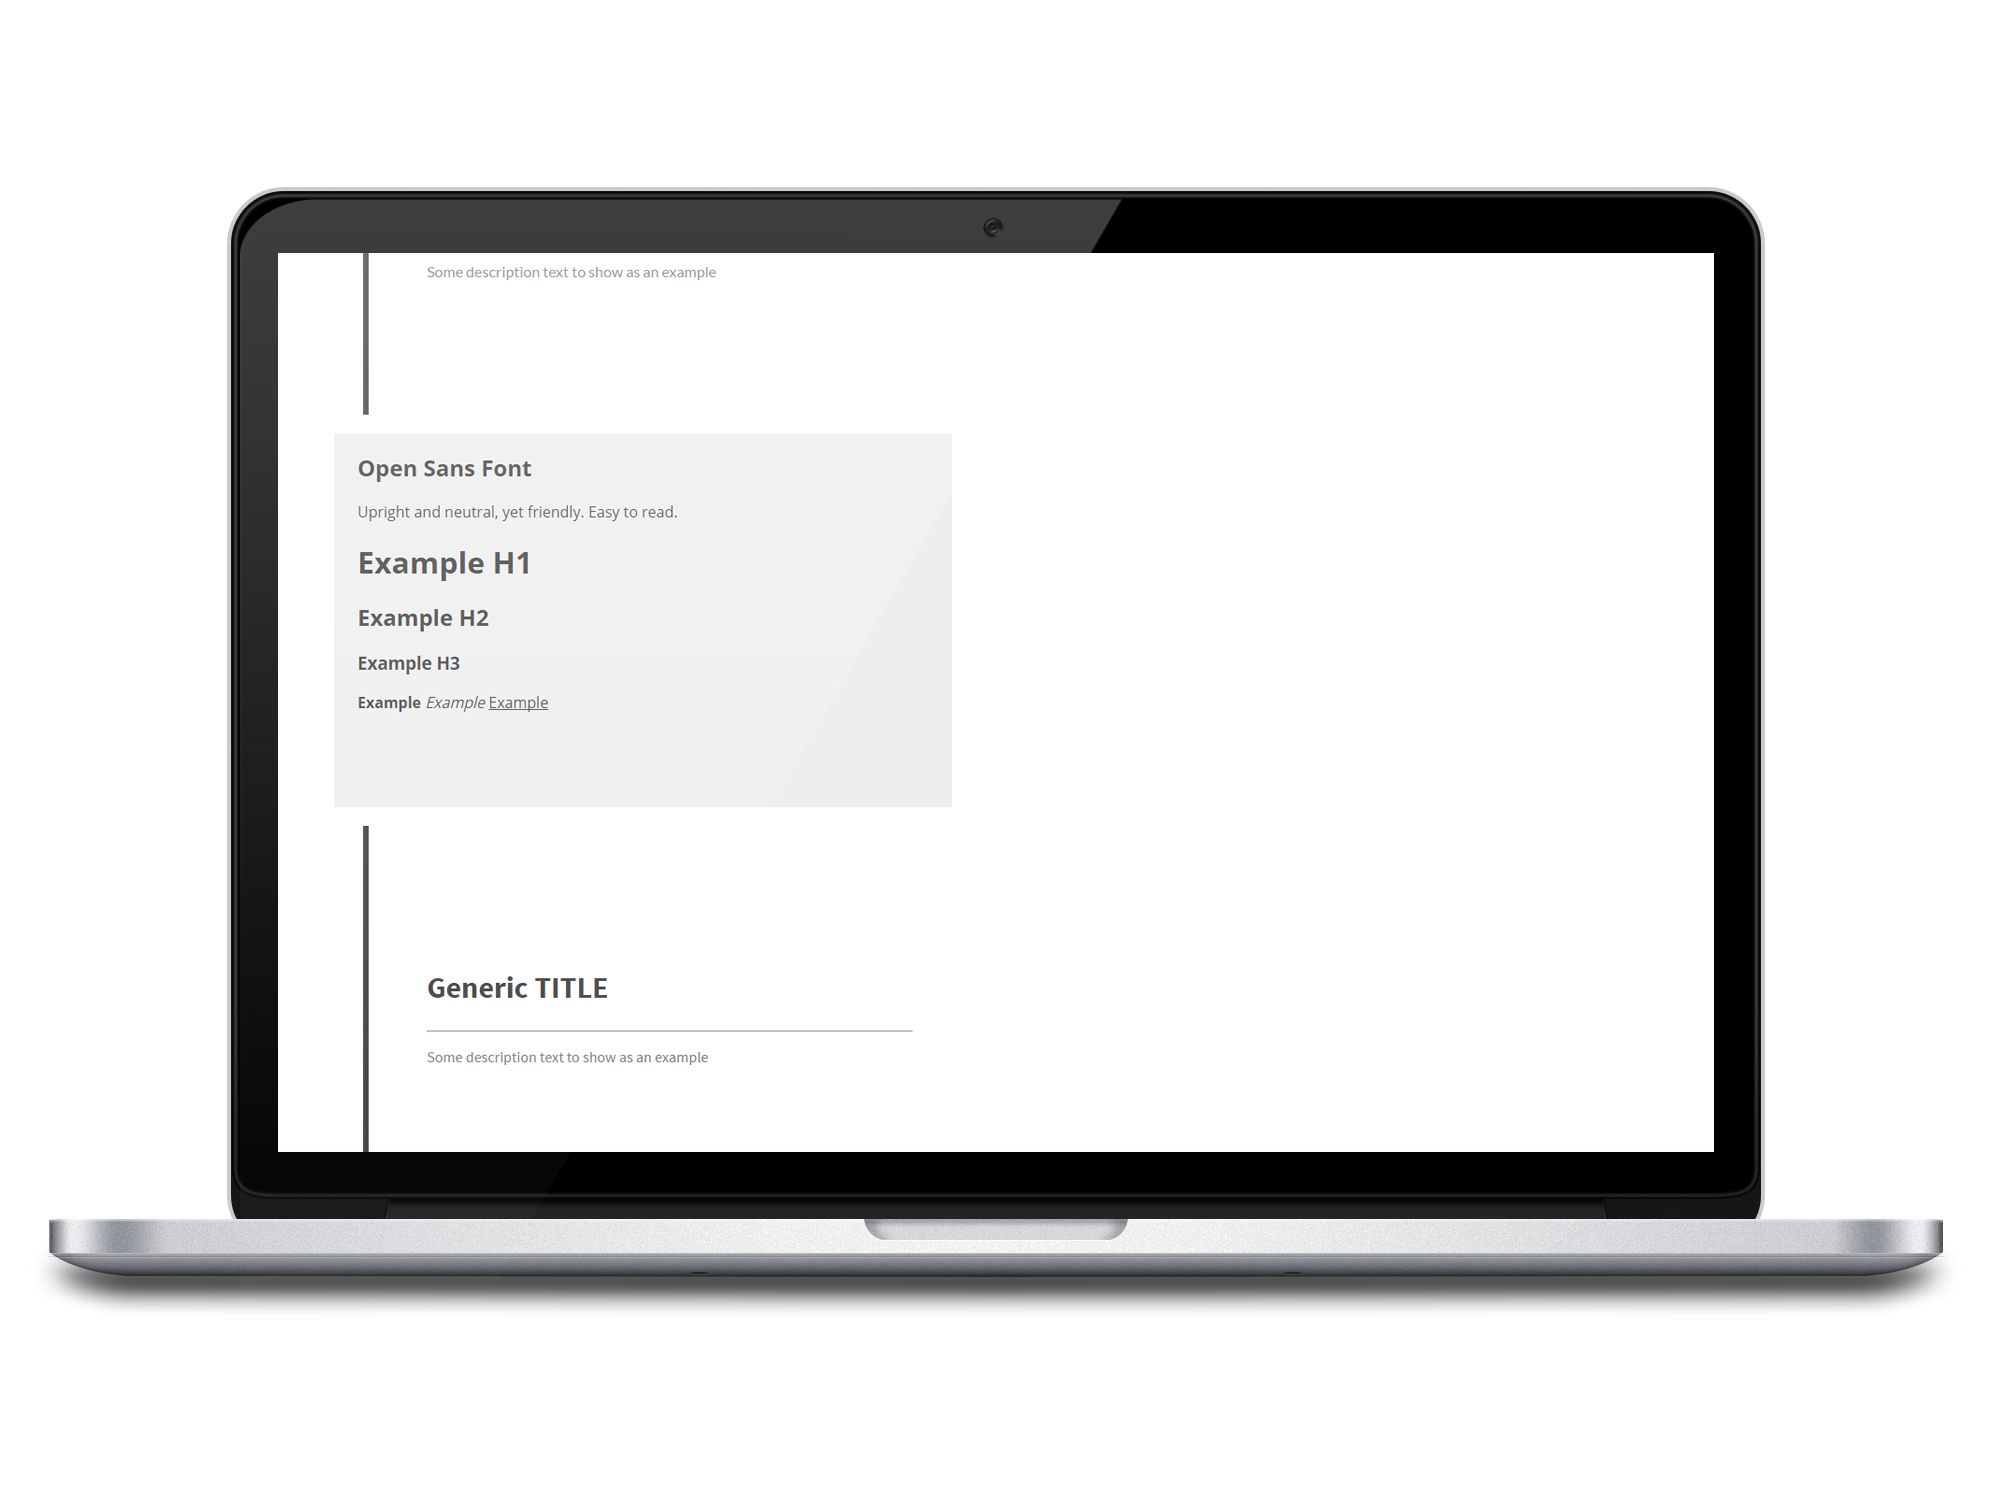 Some description text to show as an example
Open Sans Font
Upright and neutral, yet friendly. Easy to read.
Example H1
Example H2
Example H3
Example Example Example
Generic TITLE
Some description text to show as an example